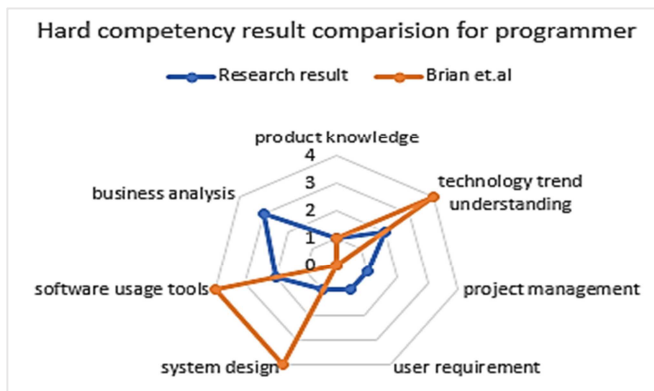 Hard competency result comparision for programmer
Research result Brian et.al
product knowledge
4
3
2
1
0
technology trend
understanding
business analysis
software usage tools
project management
system design
user requirement